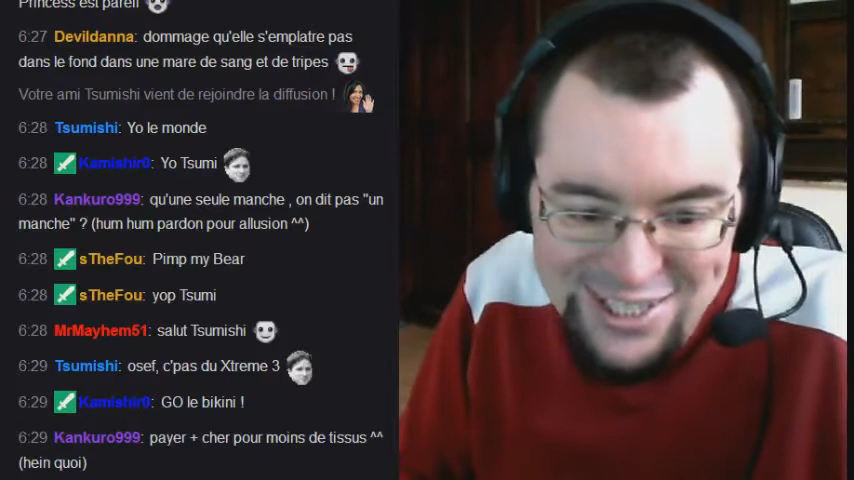 Princess est pareil
6:27 Devildanna: dommage qu'elle s'emplatre pas
dans le fond dans une mare de sang et de tripes
Votre ami Tsumishi vient de rejoindre la diffusion !
6:28 Tsumishi: Yo le monde
6:28 Kamishir0: Yo Tsumi
6:28 Kankuro999: qu'une seule manche , on dit pas "un
manche" ? (hum hum pardon pour allusion ^^)
6:28 sTheFou: Pimp my Bear
6:28 sTheFou: yop Tsumi
6:28 MrMayhem51: salut Tsumishi
6:29 Tsumishi: osef, c'pas du Xtreme 3
6:29 Kamishir0: GO le bikini !
6:29 Kankuro999: payer + cher pour moins de tissus ^^
(hein quoi)